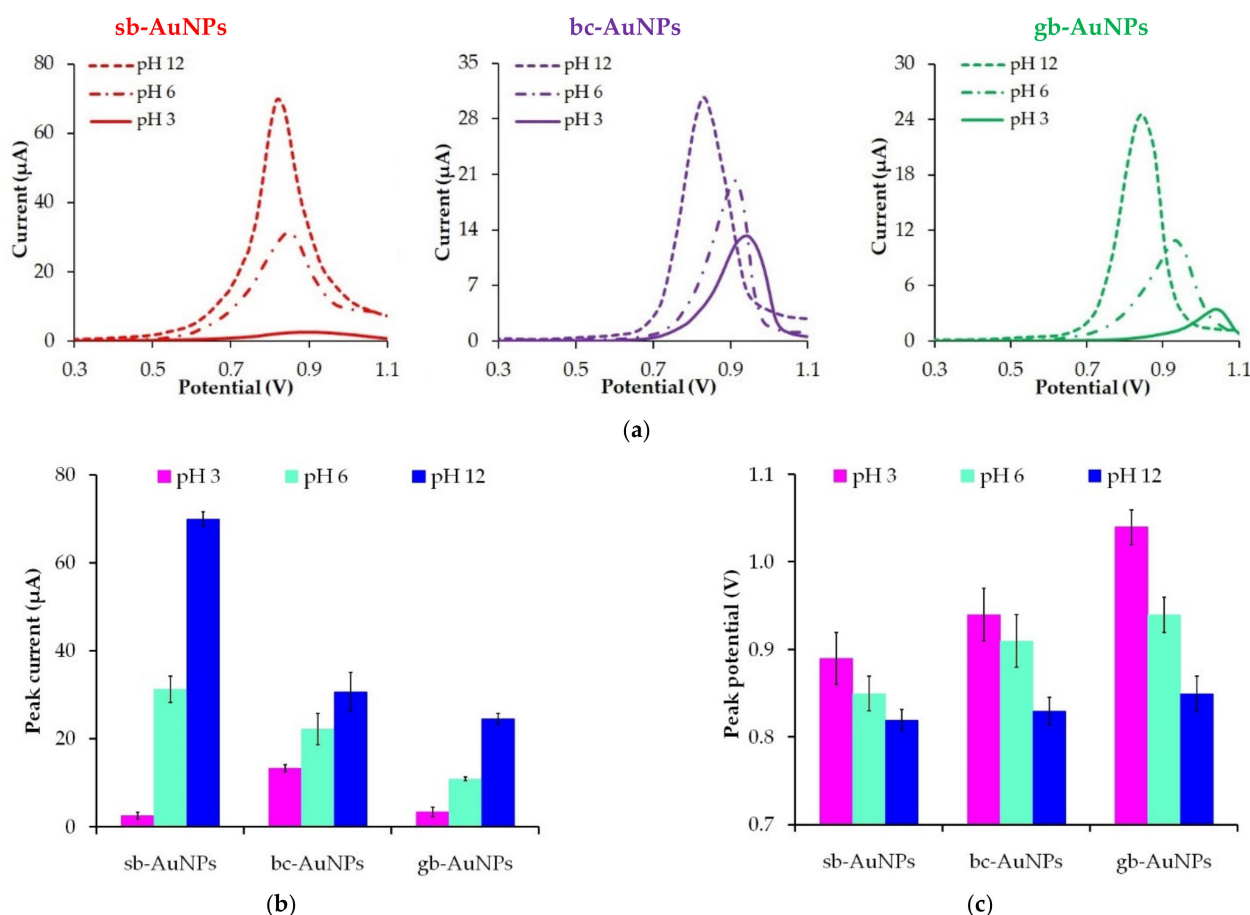 sb-AuNPs
80
60
40
20
0
Current (µA)
pH 12
pH 6
pH 3
0.3 0.5 0.7 0.9 1.1
Potential (V)
bc-AuNPs
35
28
21
14
7
0
Current (µA)
pH 12
pH 6
pH 3
0.3 0.5 0.7 0.9 1.1
Potential (V)
gb-AuNPs
30
24
18
12
6
0
Current (µA)
pH 12
pH 6
pH 3
0.3 0.5 0.7 0.9 1.1
Potential (V)
(a)
80
60
40
20
0
Peak current (µA)
pH 3 pH 6 pH 12
sb-AuNPs bc-AuNPs gb-AuNPs
(b)
1.1
1.0
0.9
0.8
0.7
Peak potential (V)
pH 3 pH 6 pH 12
sb-AuNPs bc-AuNPs gb-AuNPs
(c)